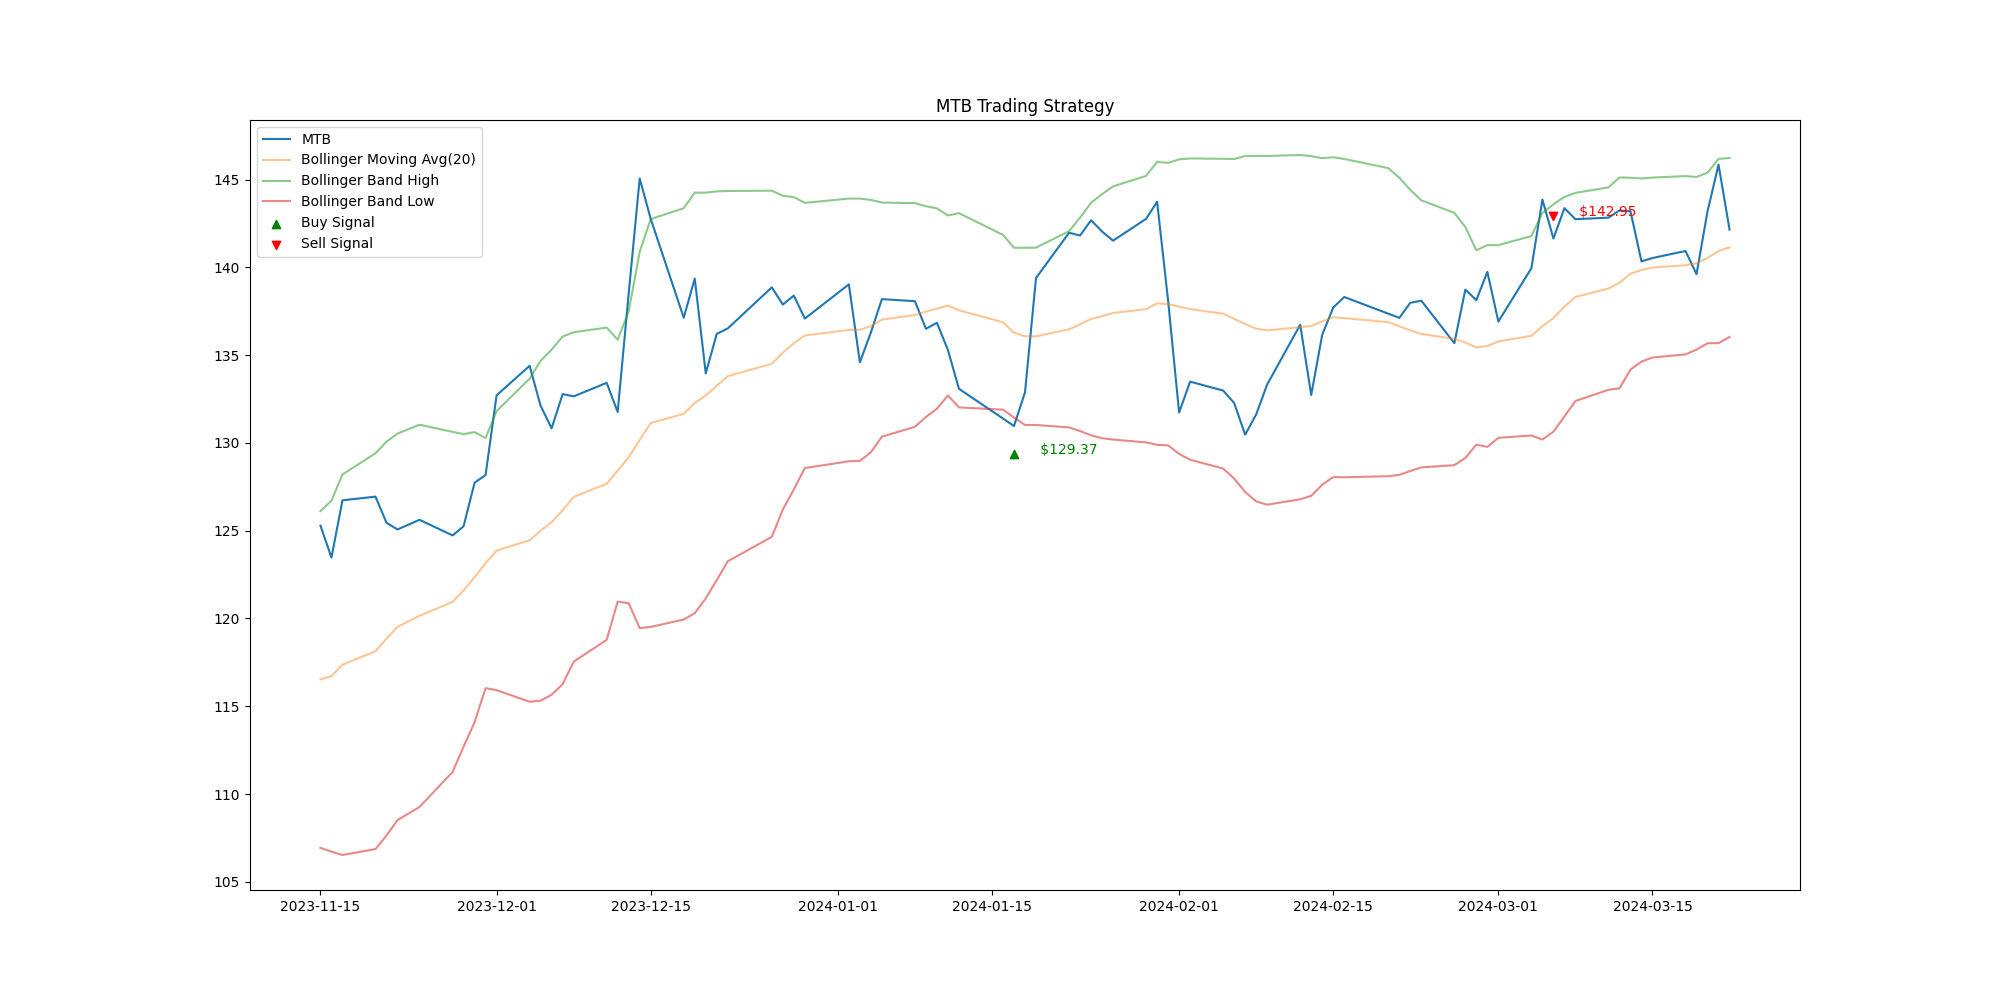 MTB Trading Strategy
MTB
Bollinger Moving Avg(20)
Bollinger Band High
Bollinger Band Low
Buy Signal
Sell Signal
145
140
135
130
125
120
115
110
105
$142.95
$129.37
2023-11-15 2023-12-01 2023-12-15 2024-01-01 2024-01-15 2024-02-01 2024-02-15 2024-03-01 2024-03-15